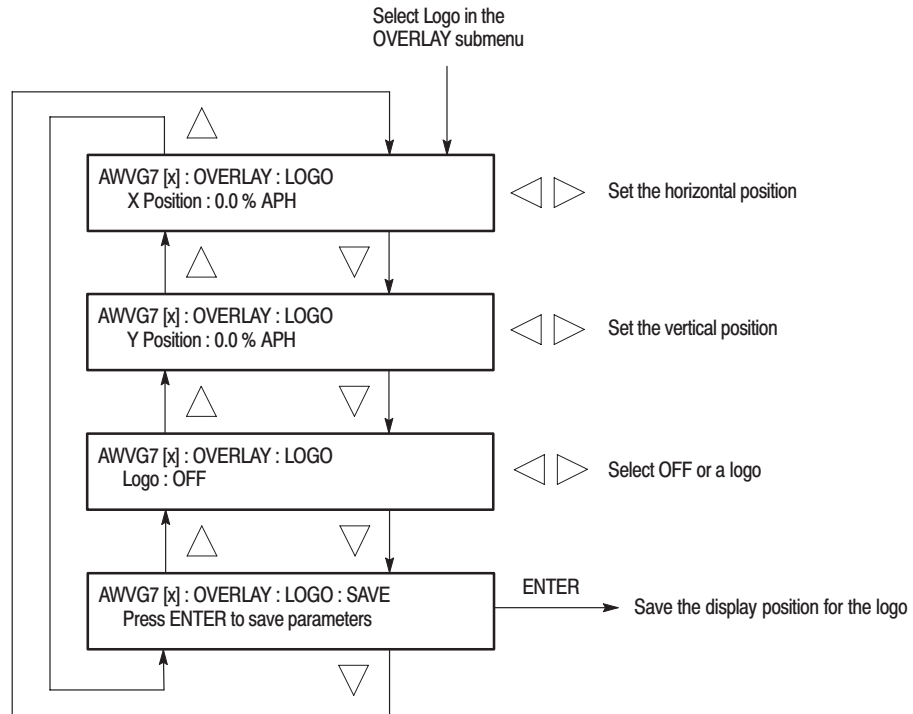 Select Logo in the
OVERLAY submenu
AWVG7 [x] : OVERLAY : LOGO
X Position : 0.0 % APH
Set the horizontal position
AWVG7 [x] : OVERLAY : LOGO
Y Position : 0.0 % APH
Set the vertical position
AWVG7 [x] : OVERLAY : LOGO
Logo : OFF
Select OFF or a logo
AWVG7 [x] : OVERLAY : LOGO : SAVE
Press ENTER to save parameters
ENTER
Save the display position for the logo